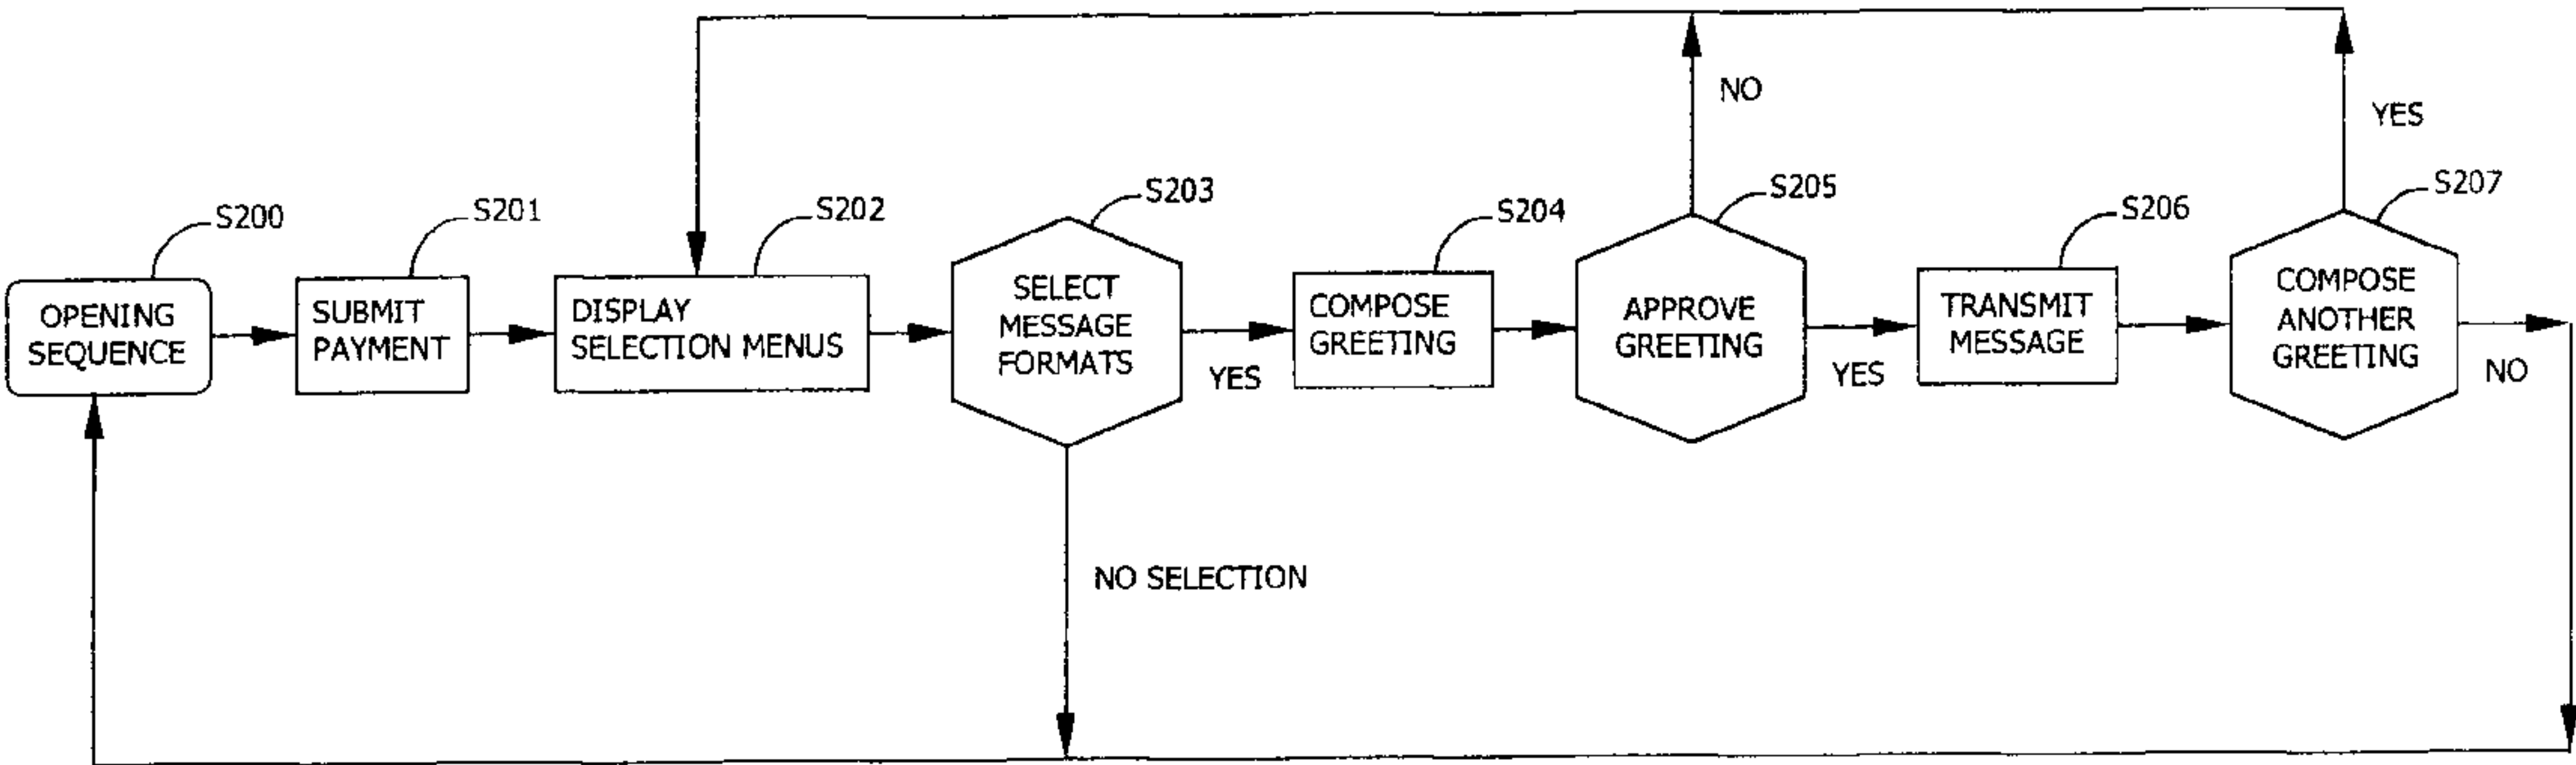 NO
YES
S200
S201
S202
S203
S204
S205
S206
S207
OPENING
SEQUENCE
SUBMIT
PAYMENT
DISPLAY
SELECTION MENUS
SELECT
MESSAGE
FORMATS
YES
COMPOSE
GREETING
APPROVE
GREETING
YES
TRANSMIT
MESSAGE
COMPOSE
ANOTHER
GREETING
NO
NO SELECTION